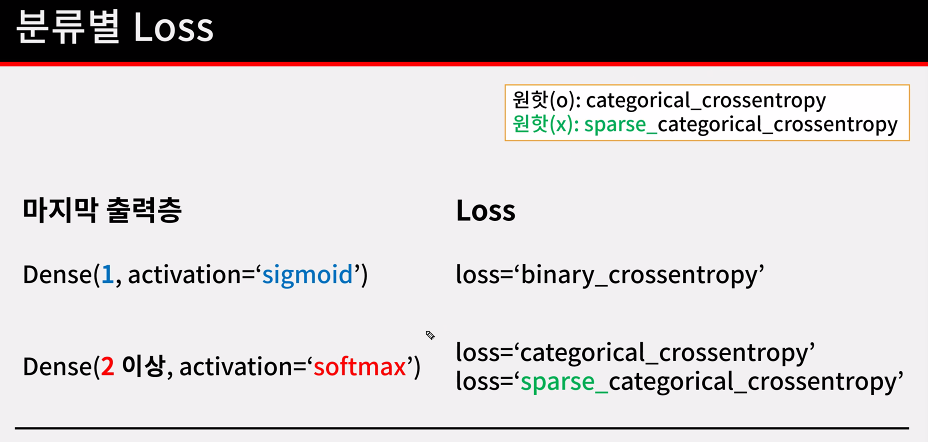 분류별 Loss
원핫(o): categorical_crossentropy
원핫(x): sparse_categorical_crossentropy
마지막 출력층
Loss
Dense(1, activation=‘sigmoid’)
loss=‘binary_crossentropy’
Dense(2 이상, activation=‘softmax’)
loss=‘categorical_crossentropy’
loss=‘sparse_categorical_crossentropy’